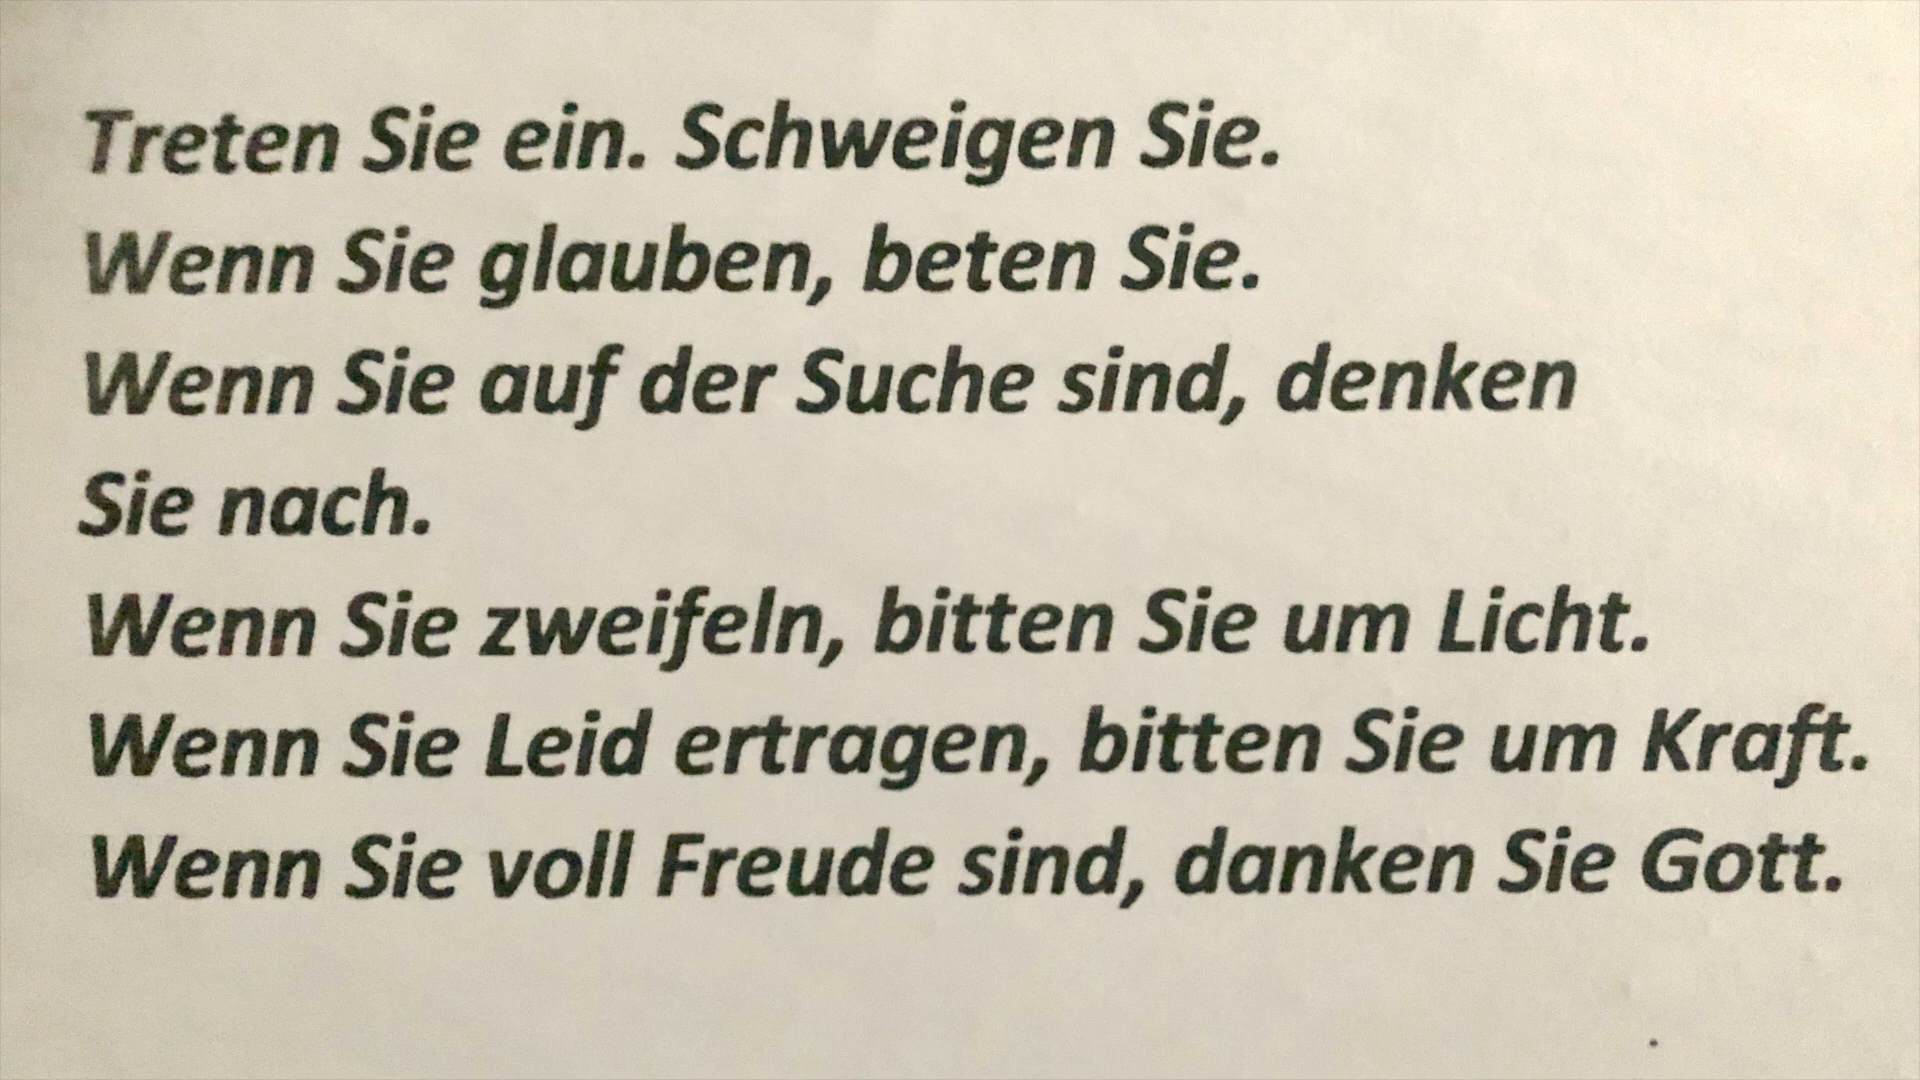 Treten Sie ein. Schweigen Sie.
Wenn Sie glauben, beten Sie.
Wenn Sie auf der Suche sind, denken
Sie nach.
Wenn Sie zweifeln, bitten Sie um Licht.
Wenn Sie Leid ertragen, bitten Sie um Kraft.
Wenn Sie voll Freude sind, danken Sie Gott.